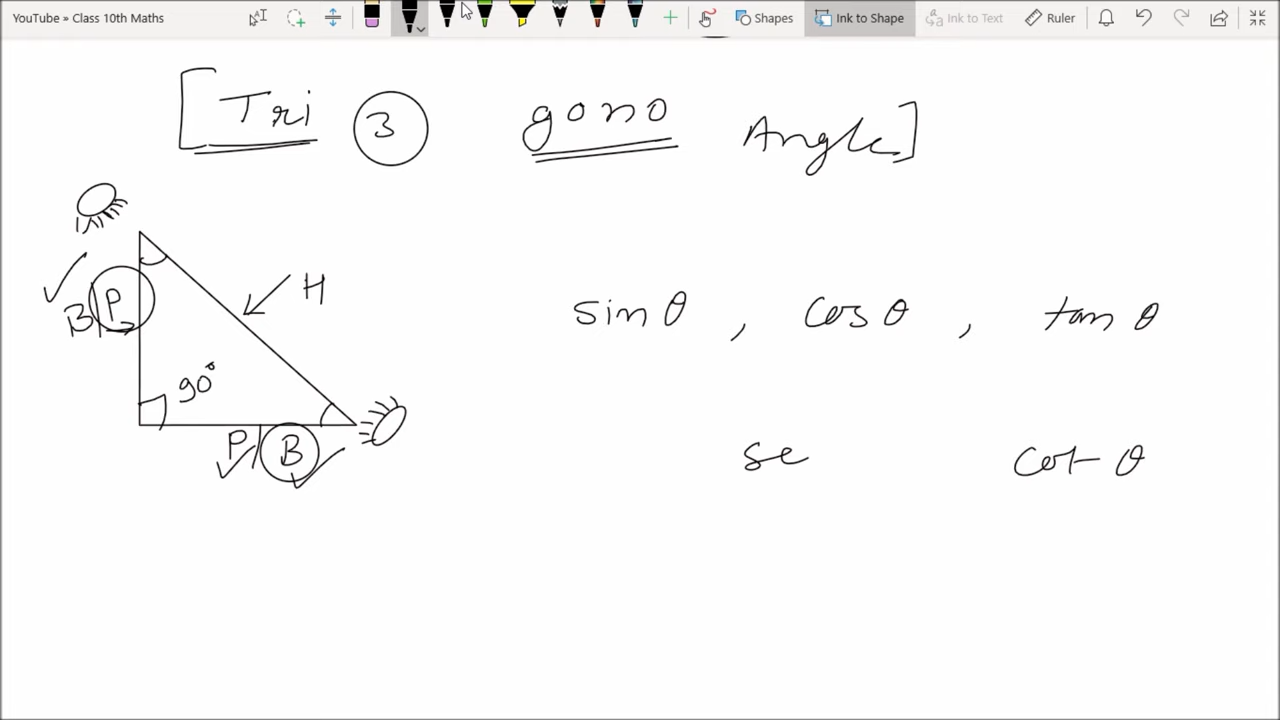 YouTube » Class 10th Maths
Shapes
Ink to Shape
Ink to Text
Ruler
[Tri ③ gono Angle]
H
B|P
90°
P|B
sin θ , cos θ , tan θ
se cot θ